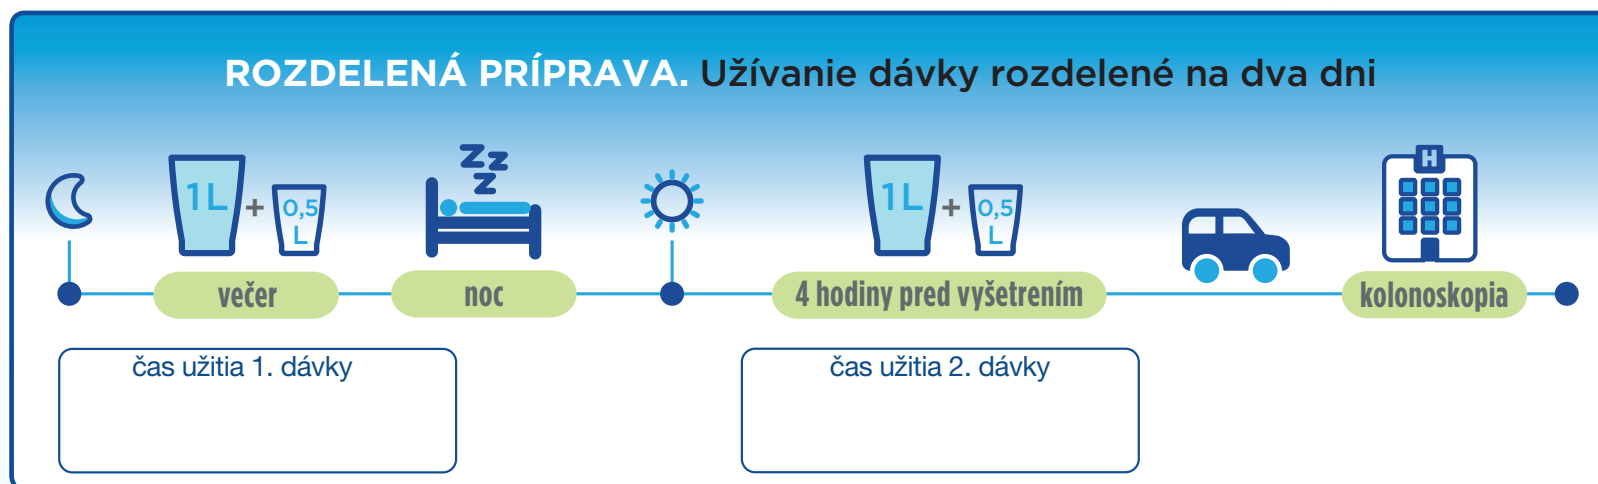 ROZDELENÁ PRÍPRAVA. Užívanie dávky rozdelené na dva dni
1L + 0,5 L
zzz
1L + 0,5 L
H
večer
noc
4 hodiny pred vyšetrením
kolonoskopia
čas užitia 1. dávky
čas užitia 2. dávky